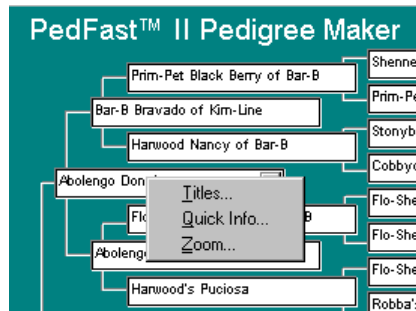 PedFast™ II Pedigree Maker
Shenne
Prim-Pet Black Berry of Bar-B
Prim-Pe
Bar-B Bravado of Kim-Line
Stonyb
Harwood Nancy of Bar-B
Cobbyc
Abolengo Don
Titles...
Flo-She
Flo
B
Quick Info...
Flo-She
Abolengo
Zoom...
Flo-She
Harwood's Puciosa
Robba's